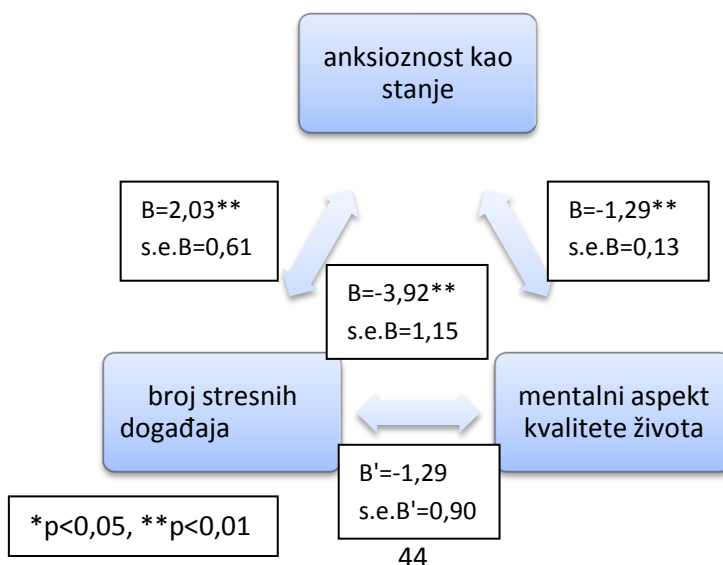 anksioznost kao
stanje
B=2,03**
s.e.B=0,61
B=-1,29**
s.e.B=0,13
B=-3,92**
s.e.B=1,15
broj stresnih
događaja
mentalni aspekt
kvalitete života
B'=-1,29
s.e.B'=0,90
*p<0,05, **p<0,01
44